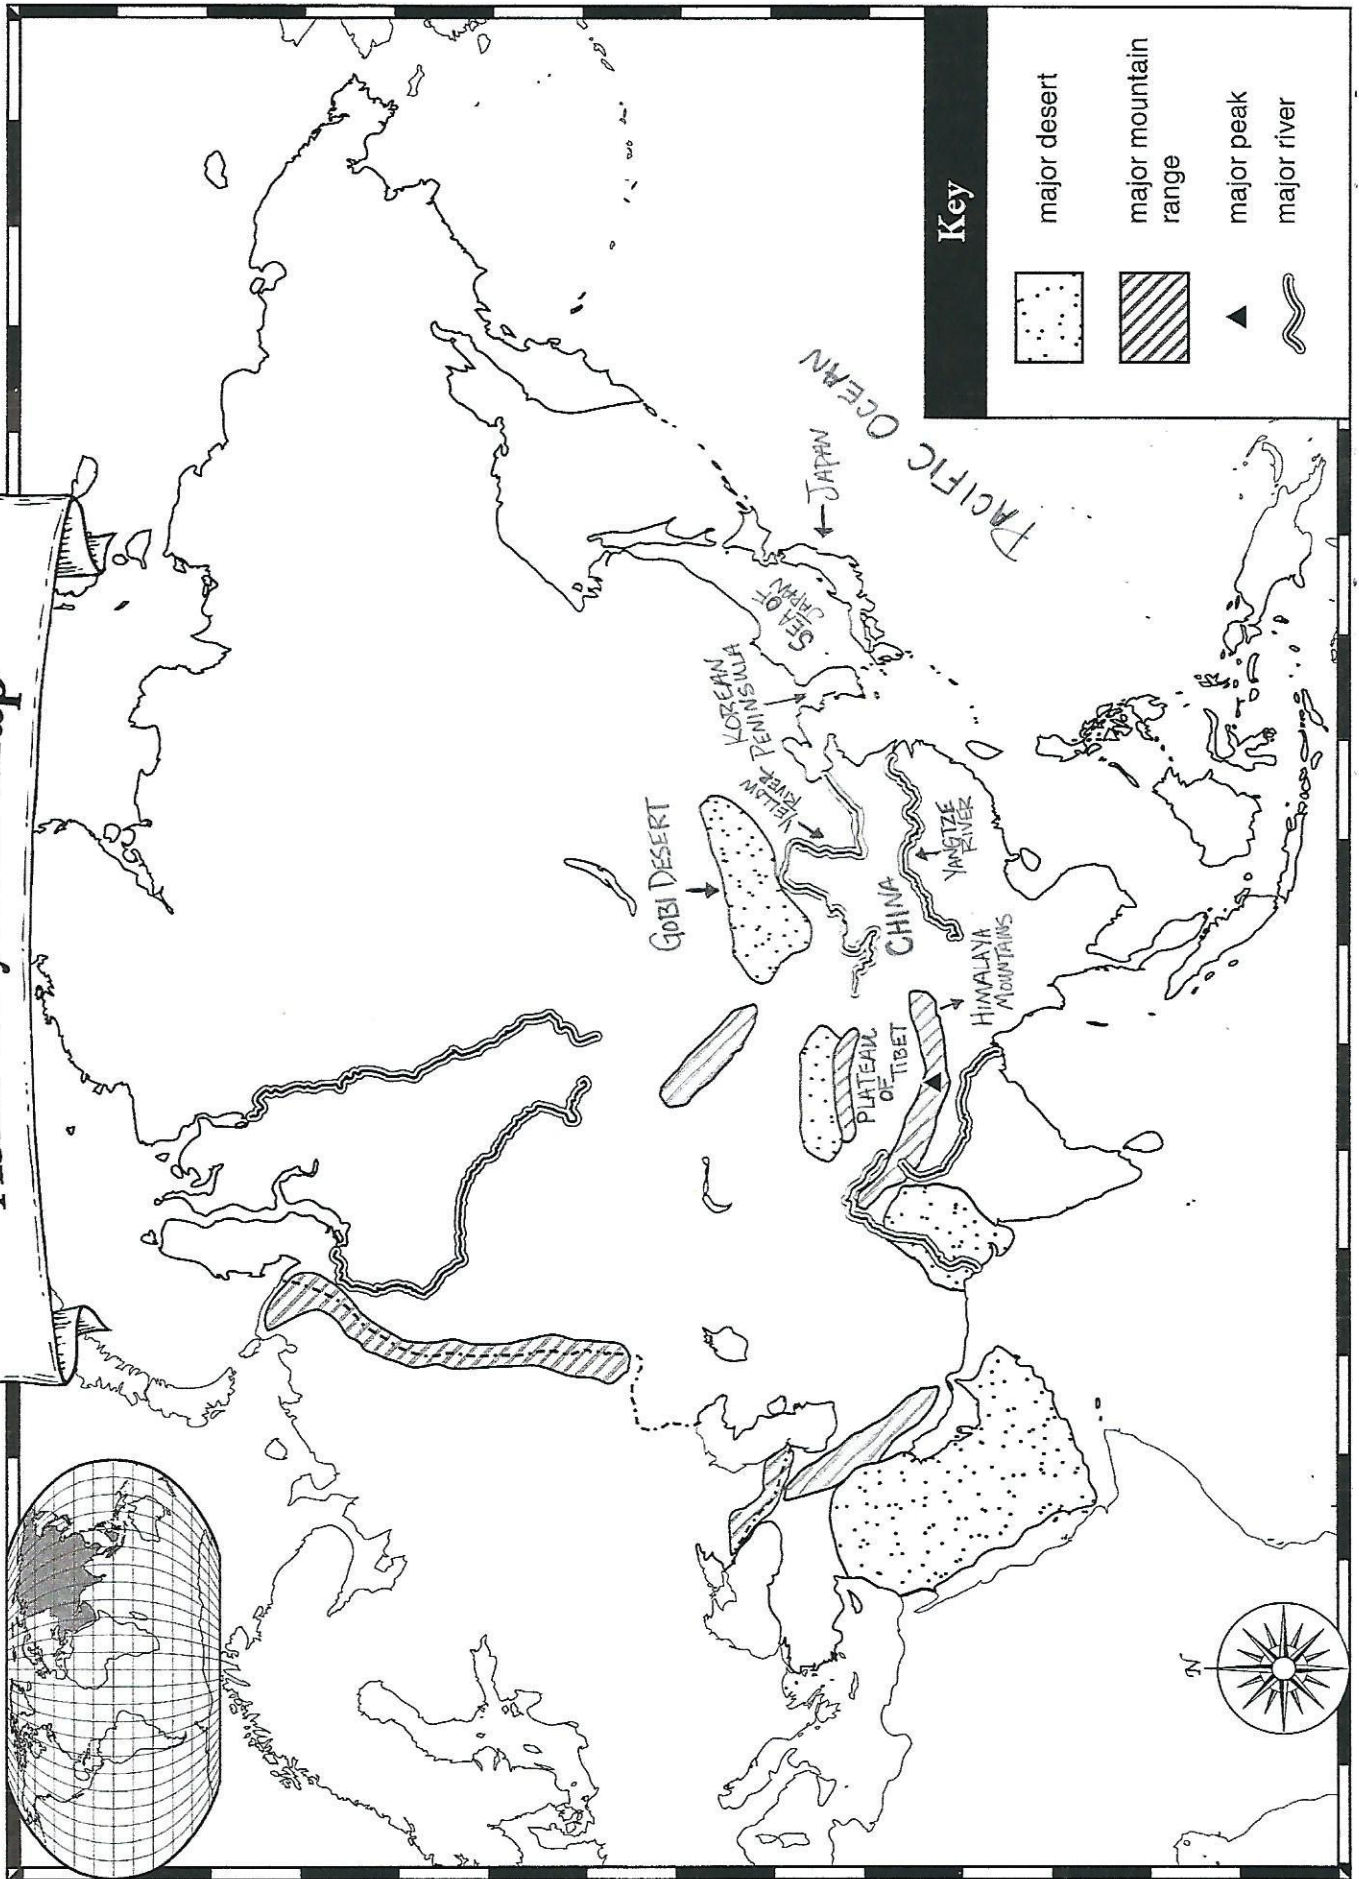 GOBI DESERT
YELLOW
RIVER
KOREAN
PENINSULA
SEA OF
JAPAN
JAPAN
PACIFIC OCEAN
CHINA
YANGTZE
RIVER
PLATEAU
OF
TIBET
HIMALAYA
MOUNTAINS
N
Key
major desert
major mountain
range
major peak
major river